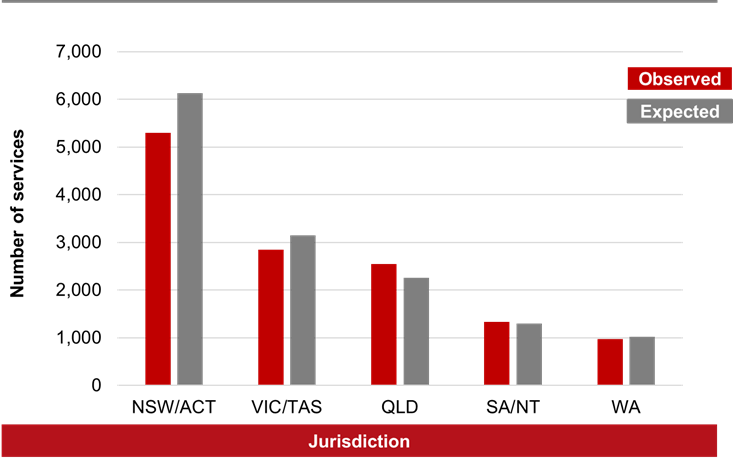 7,000
6,000
5,000
4,000
3,000
2,000
1,000
0
Number of services
Observed
Expected
NSW/ACT VIC/TAS QLD SA/NT WA
Jurisdiction